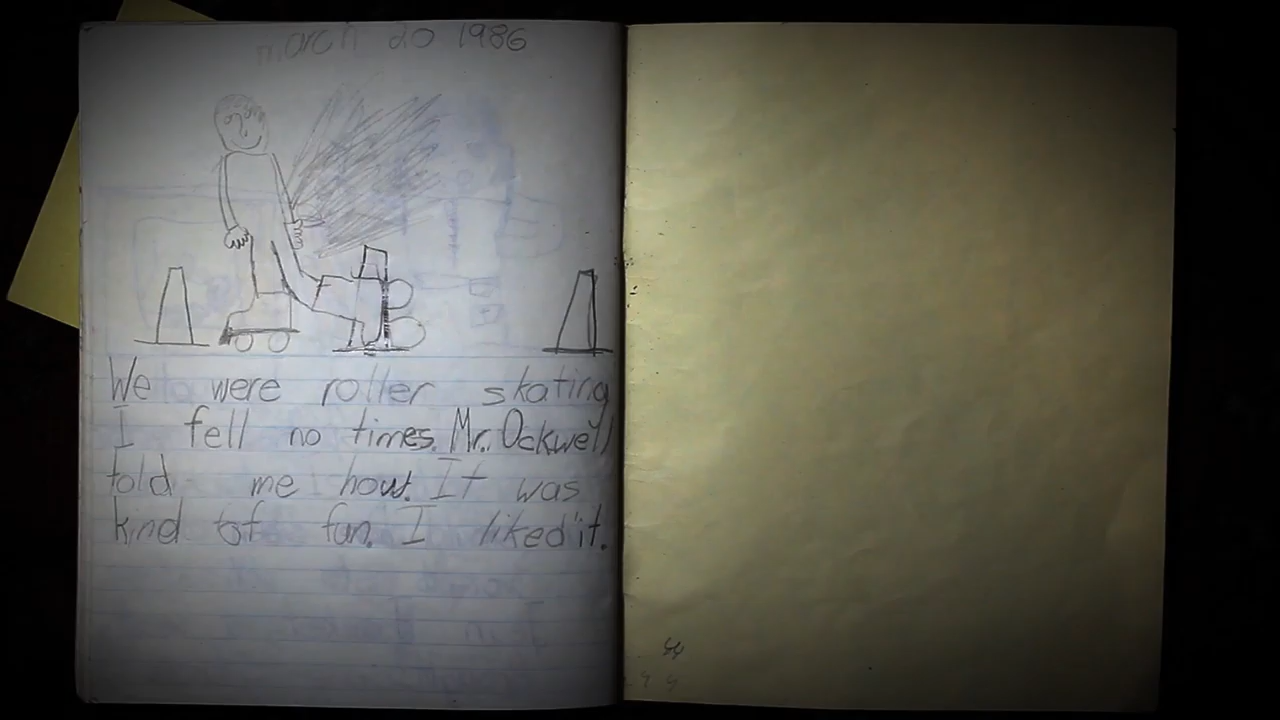 march 20 1986
We were roller skating
I fell no times. Mr. Ockwell
told me how. It was
kind of fun. I liked it.